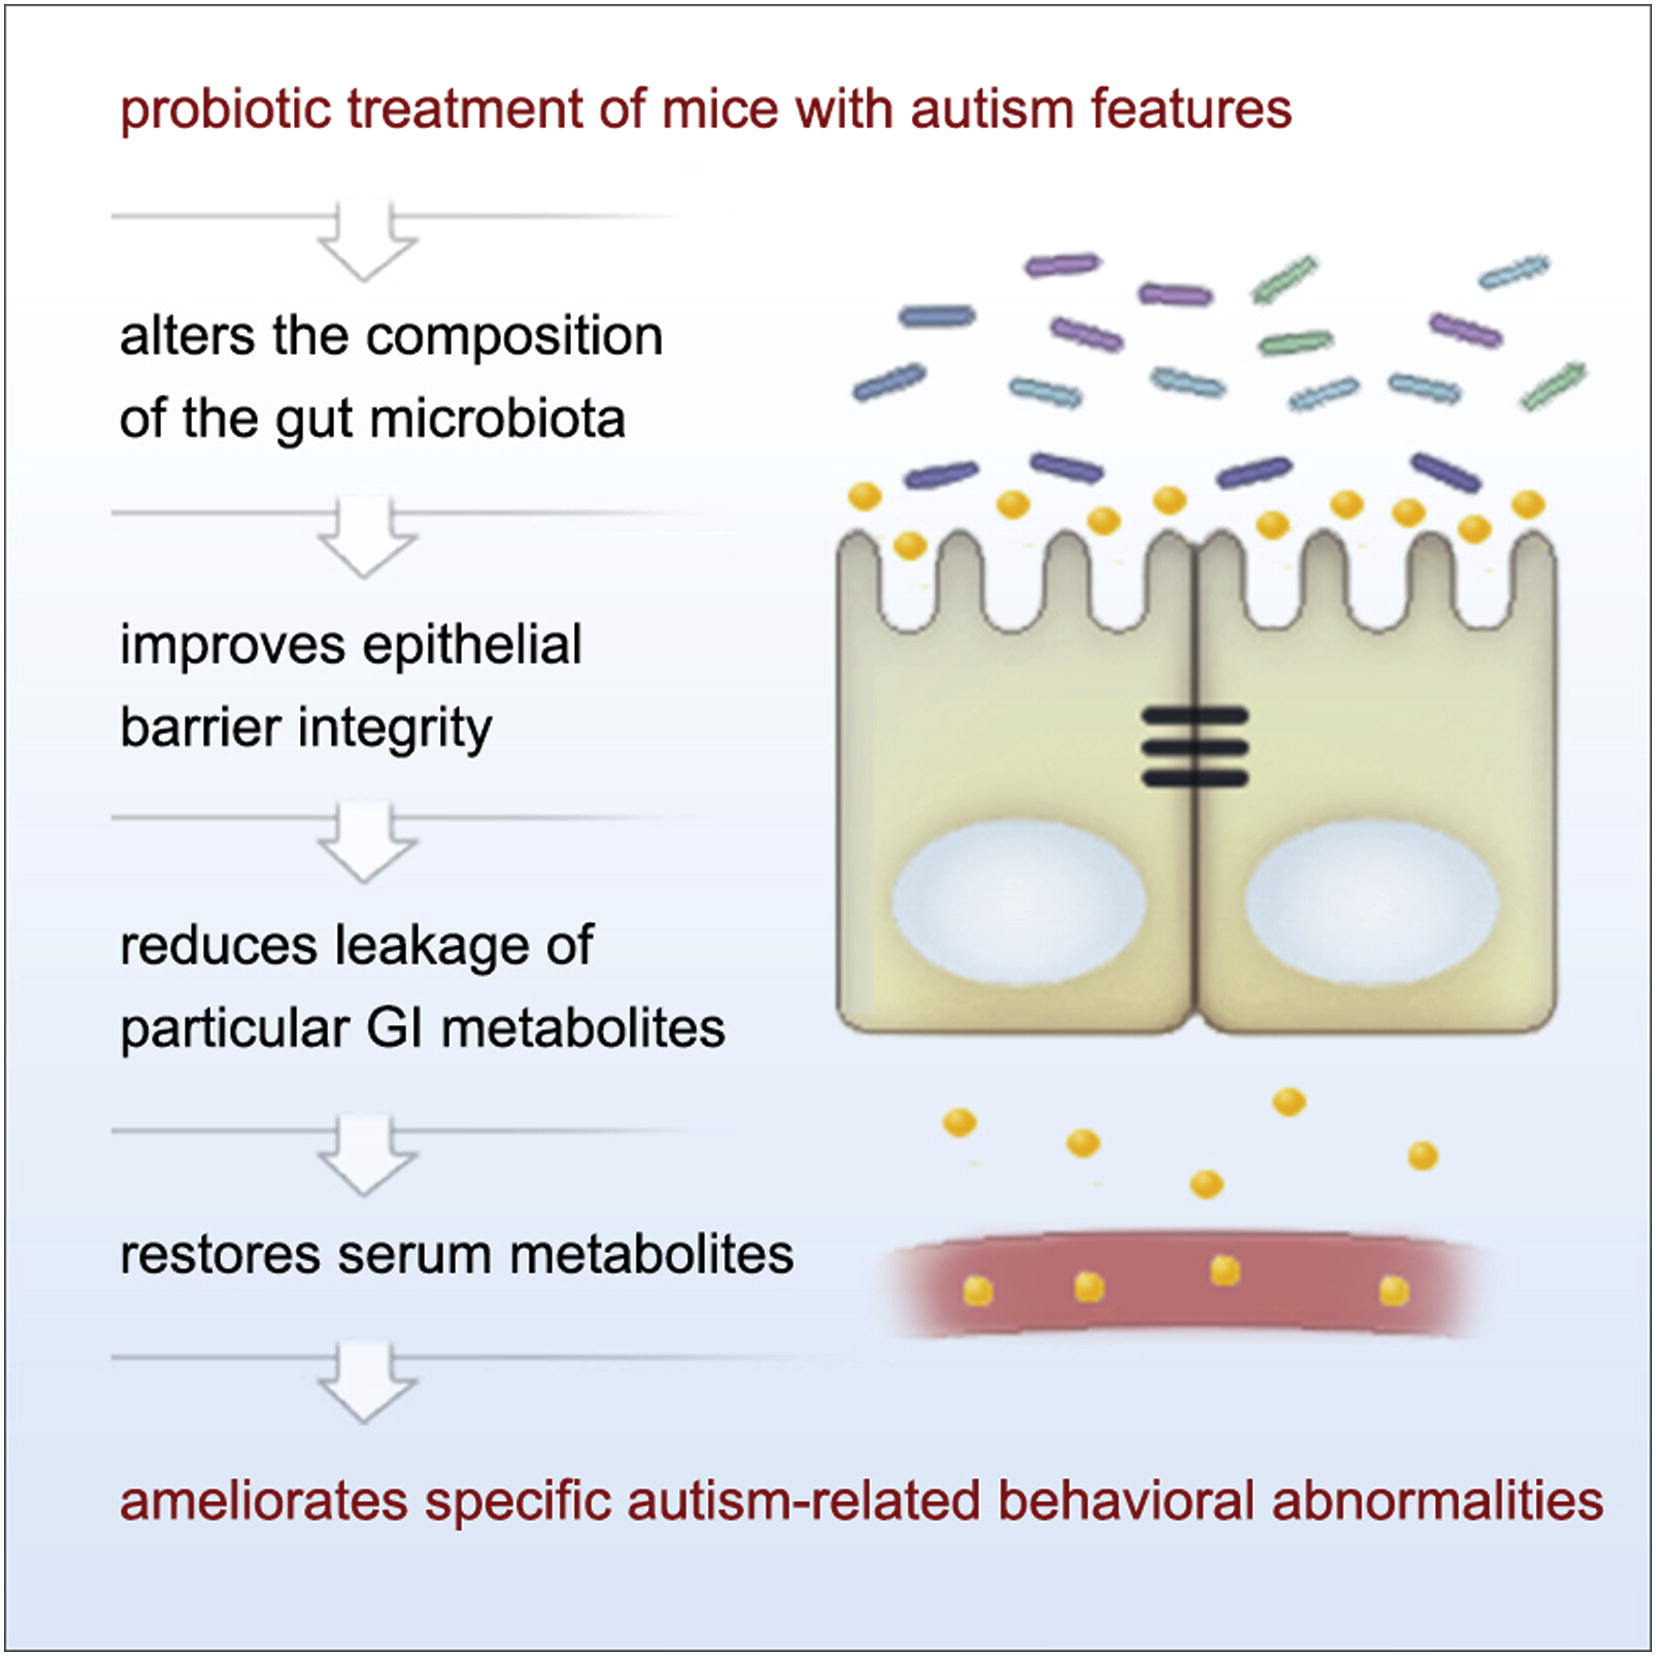 probiotic treatment of mice with autism features
alters the composition
of the gut microbiota
improves epithelial
barrier integrity
reduces leakage of
particular GI metabolites
restores serum metabolites
ameliorates specific autism-related behavioral abnormalities